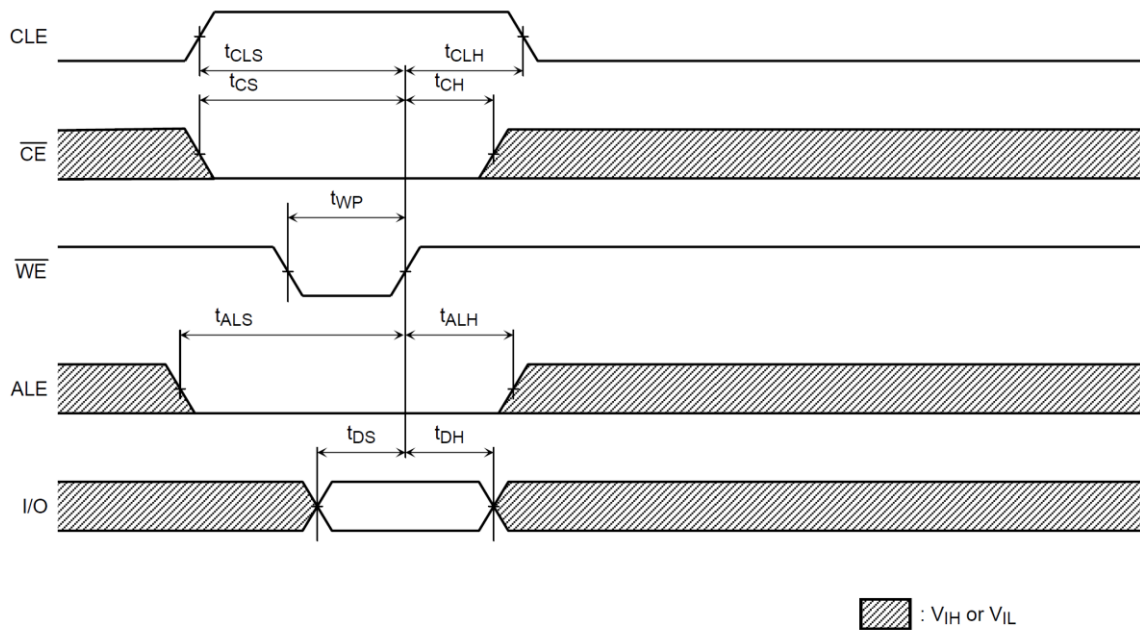 CLE
tCLS
tCLH
tCS
tCH
CE
tWP
WE
tALS
tALH
ALE
tDS
tDH
I/O
: VIH or VIL